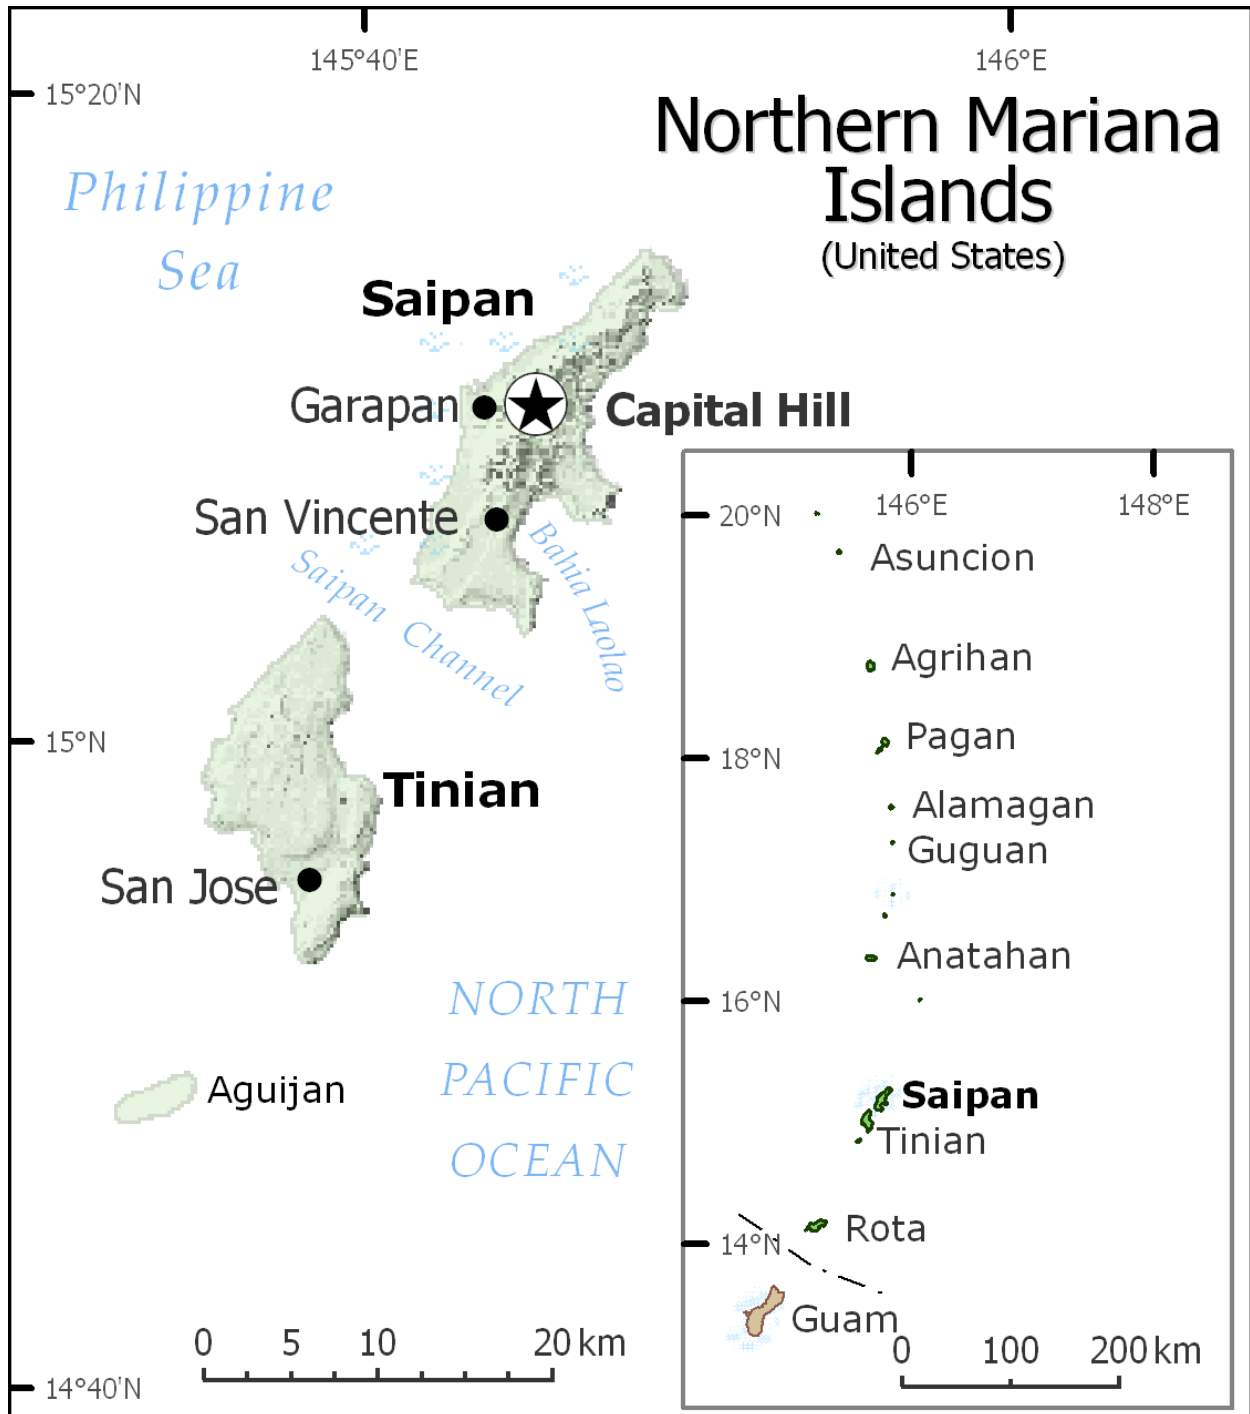 145°40'E
146°E
15°20'N
Northern Mariana
Islands
(United States)
Philippine
Sea
Saipan
Garapan
Capital Hill
San Vincente
Bahia Laolao
Saipan Channel
15°N
Tinian
San Jose
NORTH
PACIFIC
OCEAN
Aguijan
0 5 10 20 km
14°40'N
146°E 148°E
20°N
Asuncion
Agrihan
Pagan
18°N
Alamagan
Guguan
Anatahan
16°N
Saipan
Tinian
Rota
14°N
Guam
0 100 200 km